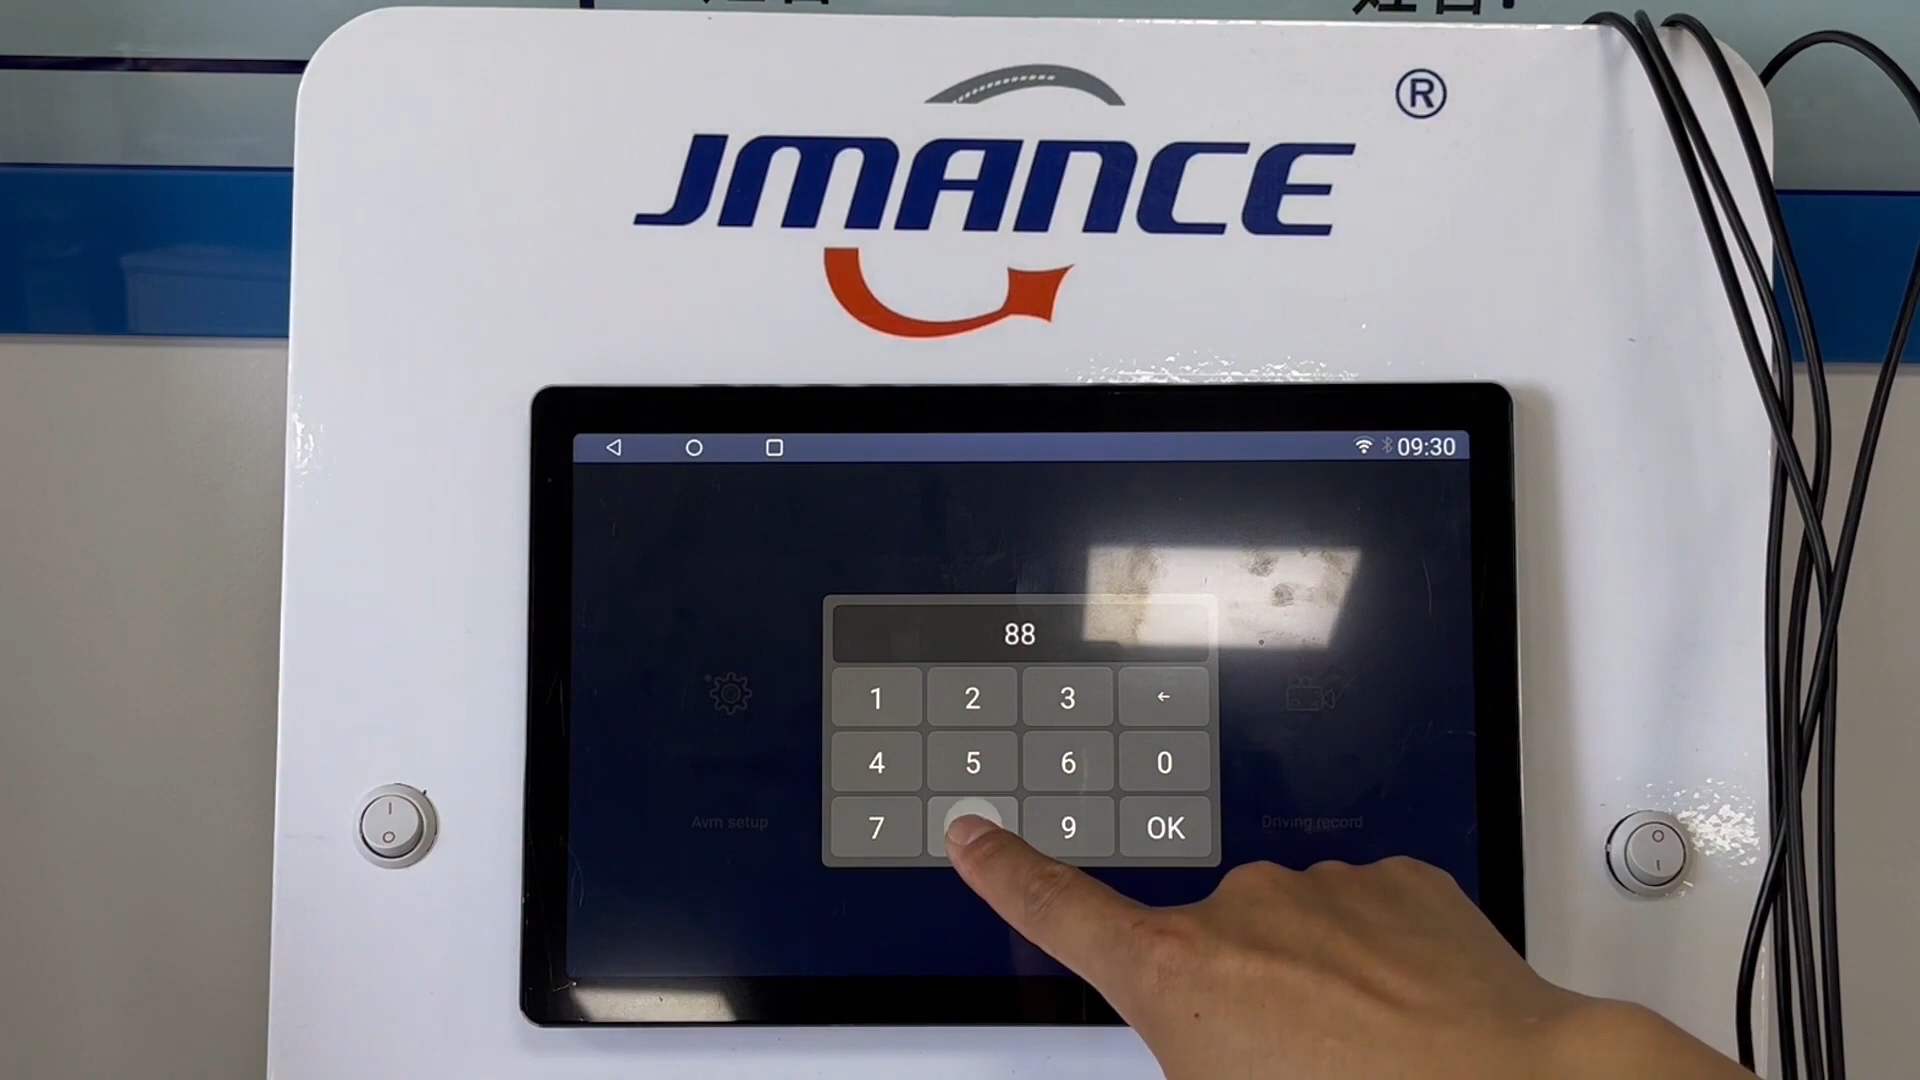 ®
JMANCE
09:30
88
1 2 3 ←
4 5 6 0
7 9 OK
Avm setup
Driving record